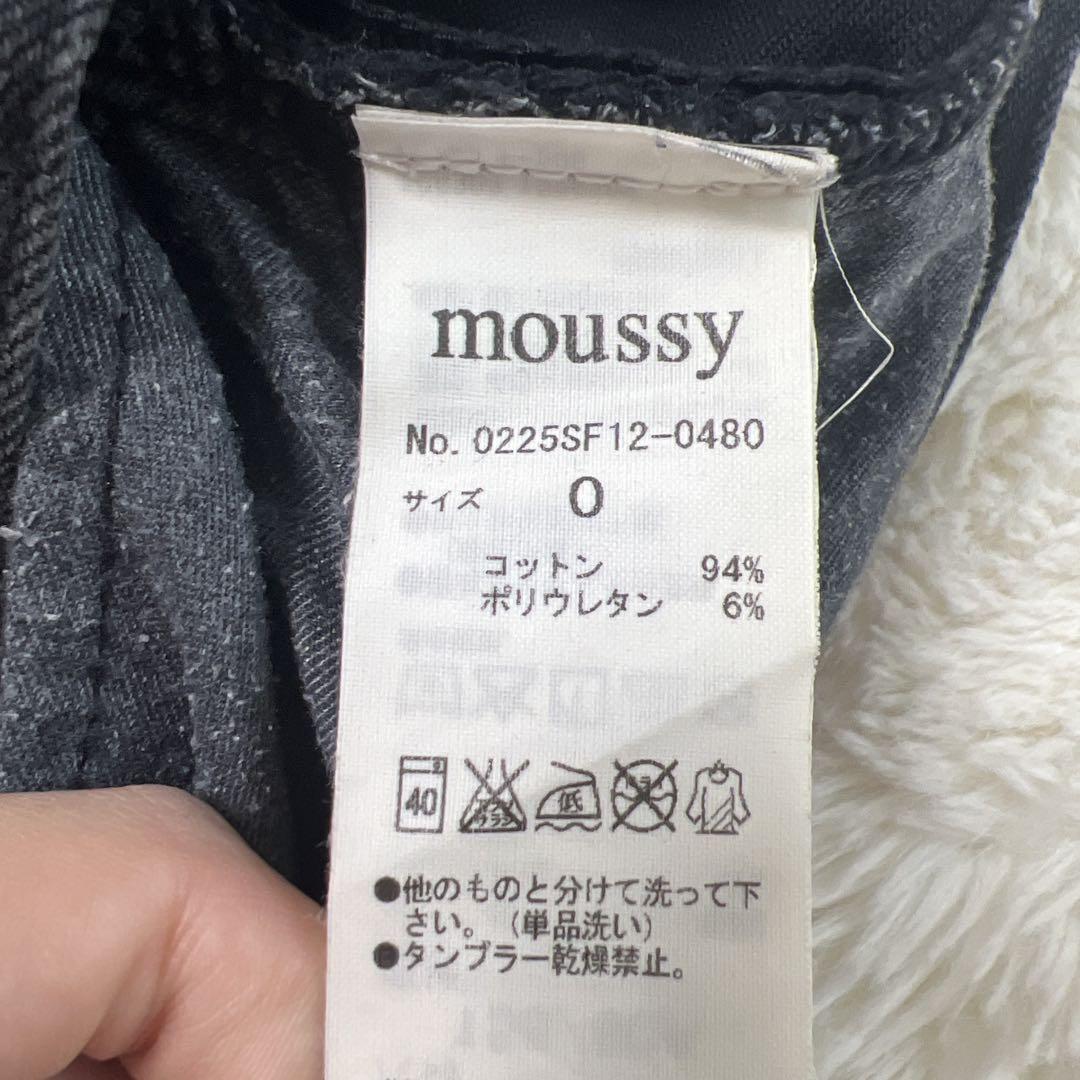 moussy
No. 0225SF12-0480
サイズ 0
コットン 94%
ポリウレタン 6%
40 低
●他のものと分けて洗って下
さい。(単品洗い)
●タンブラー乾燥禁止。